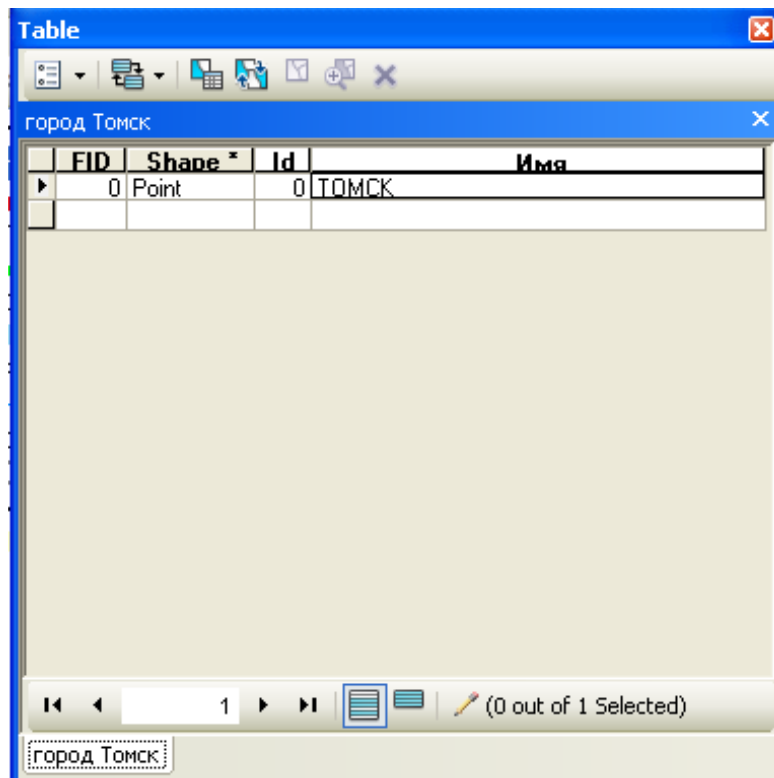 Table
город Томск
FID Shape * Id Имя
0 Point 0 ТОМСК
1 (0 out of 1 Selected)
город Томск